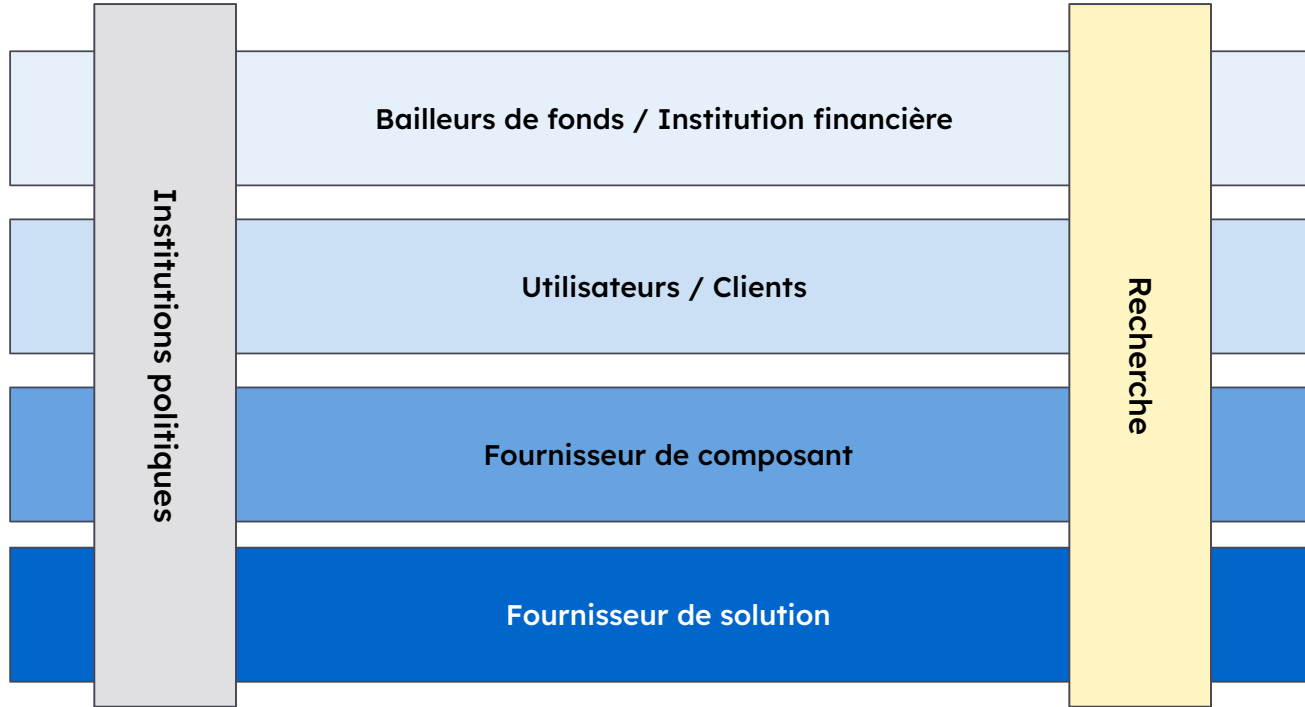 Bailleurs de fonds / Institution financière
Institutions politiques
Utilisateurs / Clients
Recherche
Fournisseur de composant
Fournisseur de solution